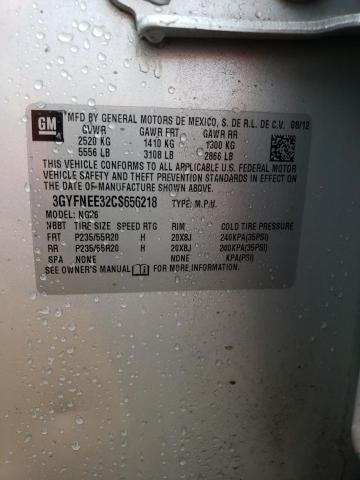 GM
MFD BY GENERAL MOTORS DE MEXICO, S. DE R.L. DE C.V. 08/12
GVWR GAWR FRT GAWR RR
2520 KG 1410 KG 1300 KG
5556 LB 3108 LB 2866 LB
THIS VEHICLE CONFORMS TO ALL APPLICABLE U.S. FEDERAL MOTOR
VEHICLE SAFETY AND THEFT PREVENTION STANDARDS IN EFFECT ON
THE DATE OF MANUFACTURE SHOWN ABOVE.
3GYFNEE32CS656218 TYPE: M.P.V.
MODEL: NG26
NBBT TIRE SIZE SPEED RTG RIM COLD TIRE PRESSURE
FRT P235/55R20 H 20X8J 240KPA(35PSI)
RR P235/55R20 H 20X8J 240KPA(35PSI)
SPA NONE NONE KPA(PSI)
SEE OWNER'S MANUAL FOR ADDITIONAL INFORMATION.